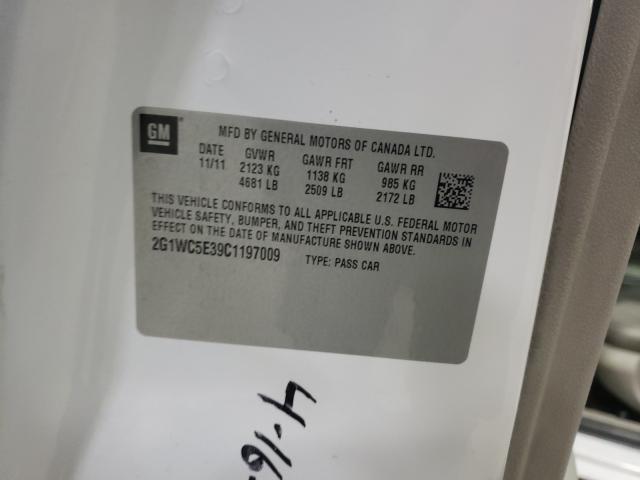 GM
MFD BY GENERAL MOTORS OF CANADA LTD.
DATE GVWR GAWR FRT GAWR RR
11/11 2123 KG 1138 KG 985 KG
4681 LB 2509 LB 2172 LB
THIS VEHICLE CONFORMS TO ALL APPLICABLE U.S. FEDERAL MOTOR
VEHICLE SAFETY, BUMPER, AND THEFT PREVENTION STANDARDS IN
EFFECT ON THE DATE OF MANUFACTURE SHOWN ABOVE.
2G1WC5E39C1197009 TYPE: PASS CAR